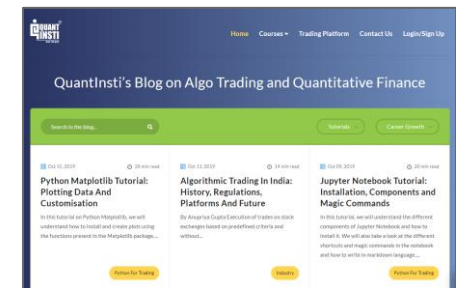 QUANT
INSTI
Home Courses Trading Platform Contact Us Login/Sign Up
QuantInsti's Blog on Algo Trading and Quantitative Finance
Search in the blog...
Tutorials
Career Growth
Oct 15, 2019 20 min read
Python Matplotlib Tutorial:
Plotting Data And
Customisation
In this tutorial on Python Matplotlib, we will
understand how to install and create plots using
the functions present in the Matplotlib package....
Python For Trading
Oct 11, 2019 14 min read
Algorithmic Trading In India:
History, Regulations,
Platforms And Future
By Anupriya Gupta Execution of trades on stock
exchanges based on predefined criteria and
without....
Industry
Oct 09, 2019 20 min read
Jupyter Notebook Tutorial:
Installation, Components and
Magic Commands
In this tutorial, we will understand the different
components of Jupyter Notebook and how to
install it. We will also take a look at the different
shortcuts and magic commands in the notebook
and how to write in markdown language....
Python For Trading